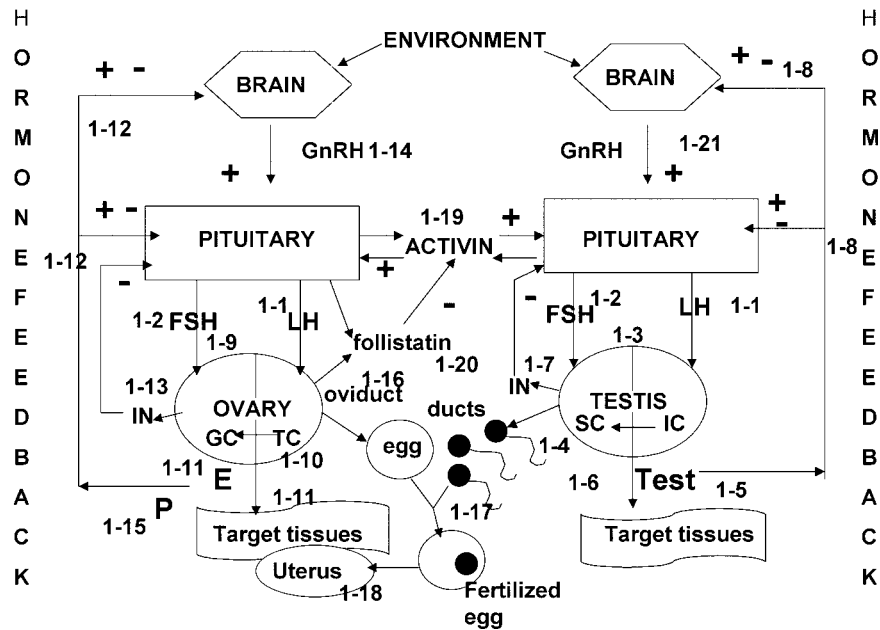 HORMONE FEEDBACK
ENVIRONMENT
+ -
BRAIN
BRAIN
+ -
1-8
1-12
GnRH 1-14
+
GnRH
1-21
+
+ -
PITUITARY
1-19
+
ACTIVIN
+
PITUITARY
+
-
1-12
1-8
-
1-2
FSH
1-1
LH
-
-
1-2
FSH
LH
1-1
1-9
follistatin
1-20
1-3
1-13
IN
OVARY
GC
TC
oviduct
1-16
ducts
1-7
IN
TESTIS
SC
IC
egg
1-4
1-11
E
1-10
1-6
Test
1-5
P
1-15
1-11
1-17
Target tissues
Target tissues
Uterus
1-18
Fertilized
egg
HORMONE FEEDBACK